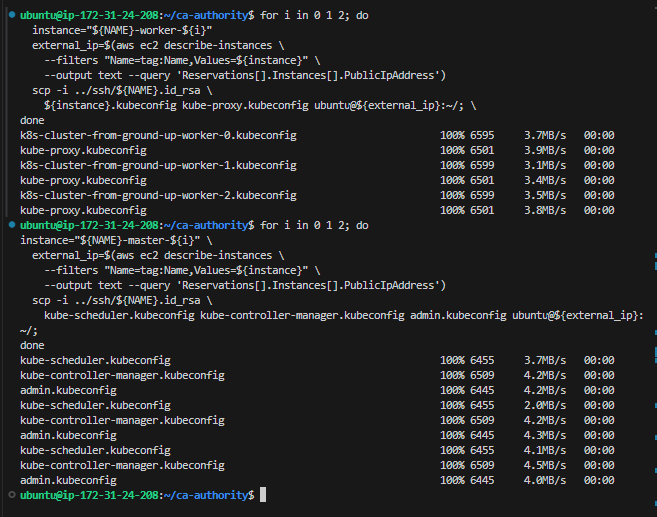 ubuntu@ip-172-31-24-208:~/ca-authority$ for i in 0 1 2; do
  instance="${NAME}-worker-${i}"
  external_ip=$(aws ec2 describe-instances \
    --filters "Name=tag:Name,Values=${instance}" \
    --output text --query 'Reservations[].Instances[].PublicIpAddress')
  scp -i ../ssh/${NAME}.id_rsa \
    ${instance}.kubeconfig kube-proxy.kubeconfig ubuntu@${external_ip}:~/; \
done
k8s-cluster-from-ground-up-worker-0.kubeconfig 100% 6595 3.7MB/s 00:00
kube-proxy.kubeconfig 100% 6501 3.9MB/s 00:00
k8s-cluster-from-ground-up-worker-1.kubeconfig 100% 6599 3.1MB/s 00:00
kube-proxy.kubeconfig 100% 6501 3.4MB/s 00:00
k8s-cluster-from-ground-up-worker-2.kubeconfig 100% 6599 3.5MB/s 00:00
kube-proxy.kubeconfig 100% 6501 3.8MB/s 00:00
ubuntu@ip-172-31-24-208:~/ca-authority$ for i in 0 1 2; do
instance="${NAME}-master-${i}" \
  external_ip=$(aws ec2 describe-instances \
    --filters "Name=tag:Name,Values=${instance}" \
    --output text --query 'Reservations[].Instances[].PublicIpAddress')
  scp -i ../ssh/${NAME}.id_rsa \
    kube-scheduler.kubeconfig kube-controller-manager.kubeconfig admin.kubeconfig ubuntu@${external_ip}:
~/;
done
kube-scheduler.kubeconfig 100% 6455 3.7MB/s 00:00
kube-controller-manager.kubeconfig 100% 6509 4.2MB/s 00:00
admin.kubeconfig 100% 6445 4.2MB/s 00:00
kube-scheduler.kubeconfig 100% 6455 2.0MB/s 00:00
kube-controller-manager.kubeconfig 100% 6509 4.2MB/s 00:00
admin.kubeconfig 100% 6445 4.3MB/s 00:00
kube-scheduler.kubeconfig 100% 6455 4.1MB/s 00:00
kube-controller-manager.kubeconfig 100% 6509 4.5MB/s 00:00
admin.kubeconfig 100% 6445 4.0MB/s 00:00
ubuntu@ip-172-31-24-208:~/ca-authority$